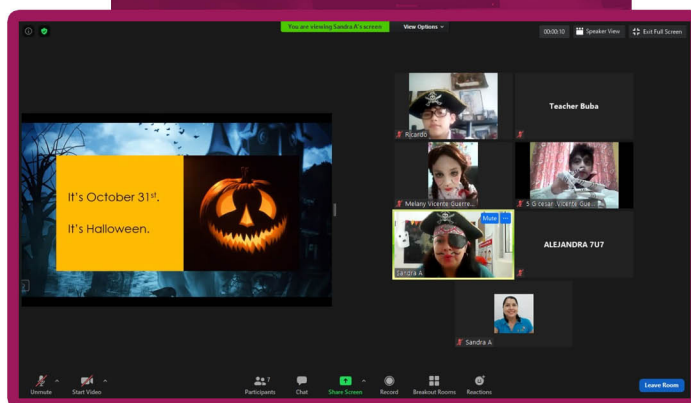 You are viewing Sandra A's screen
View Options
00:00:10
Speaker View
Exit Full Screen
It's October 31st.
It's Halloween.
Ricardo
Teacher Buba
Melany Vicente Guerre...
5 G cesar Vicente Gue...
Mute
...
Sandra A
ALEJANDRA 7U7
Sandra A
Unmute
Start Video
Participants
7
Chat
Share Screen
Record
Breakout Rooms
Reactions
Leave Room